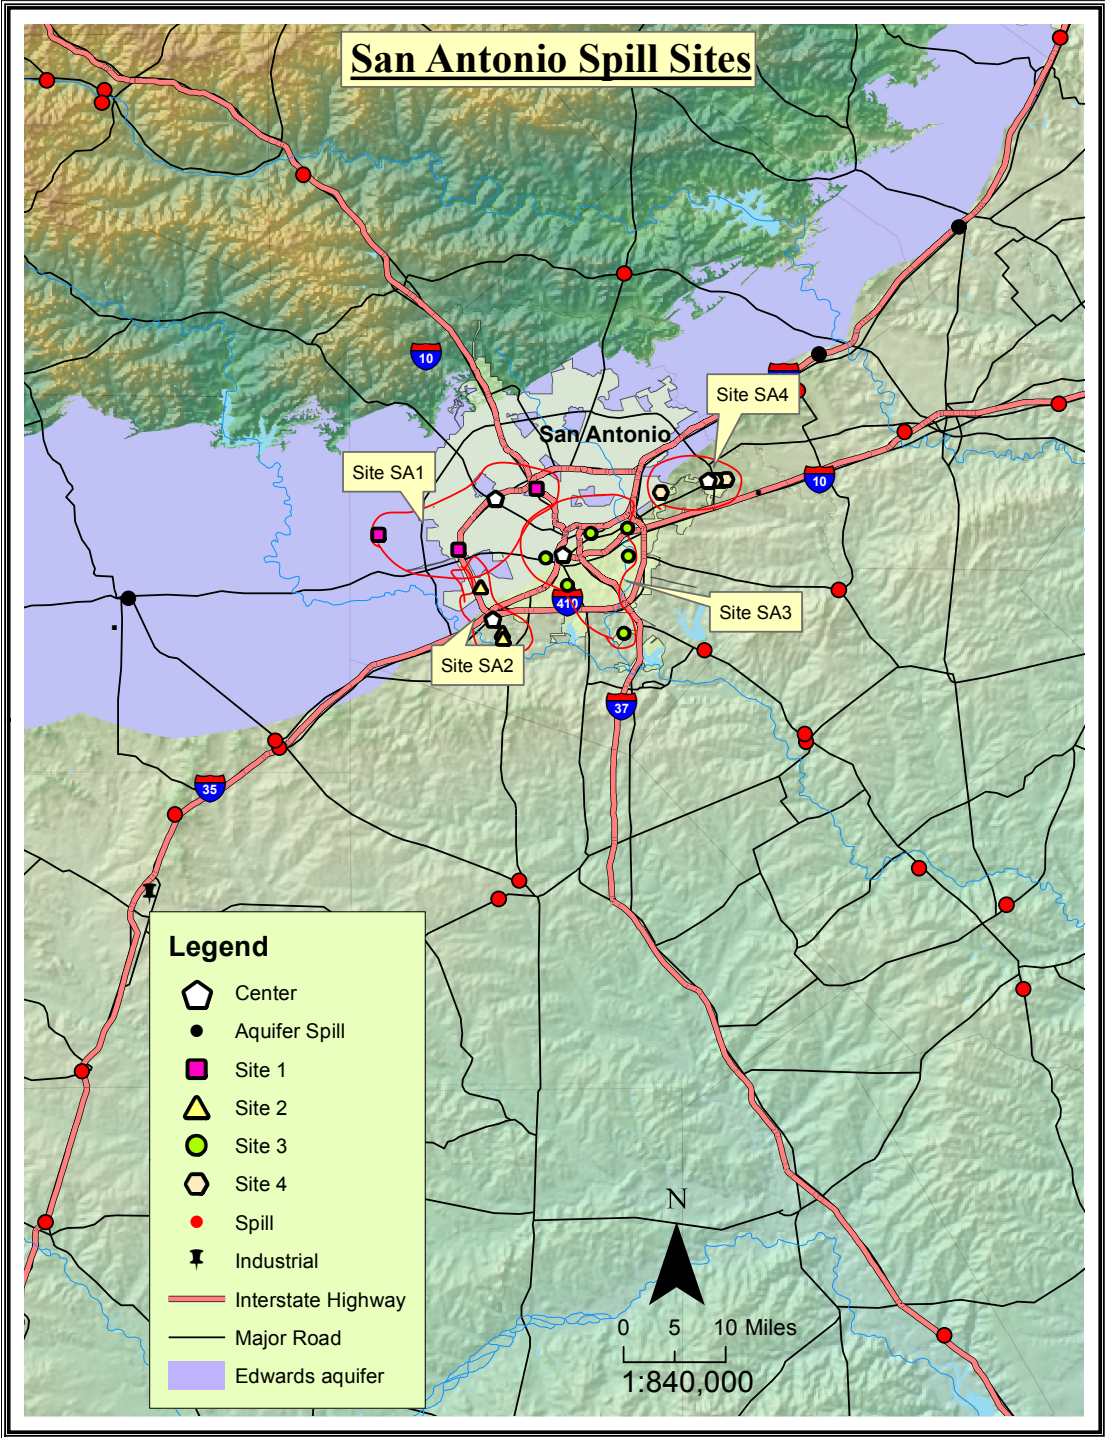 San Antonio Spill Sites
10
Site SA4
San Antonio
Site SA1
10
410
Site SA3
Site SA2
37
35
Legend
Center
Aquifer Spill
Site 1
Site 2
Site 3
Site 4
Spill
Industrial
Interstate Highway
Major Road
Edwards aquifer
N
0 5 10 Miles
1:840,000